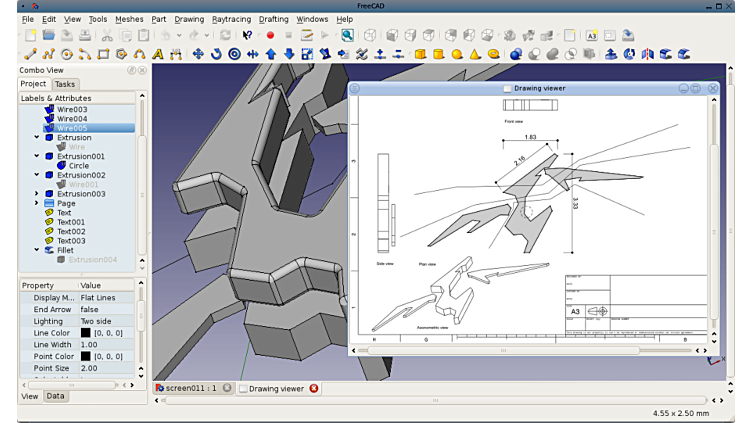 FreeCAD
File Edit View Tools Meshes Part Drawing Raytracing Drafting Windows Help
Combo View
Project Tasks
Labels & Attributes
Wire003
Wire004
Wire005
Extrusion
Wire
Extrusion001
Circle
Extrusion002
Wire001
Extrusion003
Page
Text
Text001
Text002
Text003
Fillet
Extrusion004
Property Value
Display M... Flat Lines
End Arrow false
Lighting Two side
Line Color [0, 0, 0]
Line Width 1.00
Point Color [0, 0, 0]
Point Size 2.00
View Data
Drawing viewer
Front view
1.83
2.16
3.33
Side view
Plan view
Axonometric view
A3
H G B
screen011 : 1
Drawing viewer
4.55 x 2.50 mm